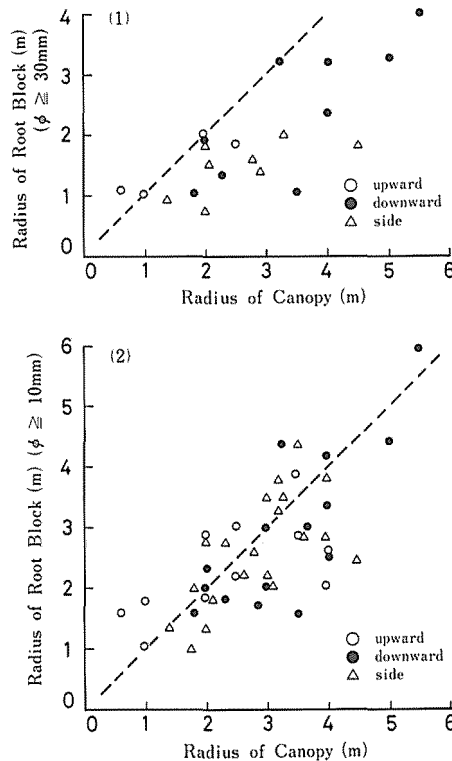 (1)
Radius of Root Block (m)
(ϕ ≧ 30mm)
4
3
2
1
0
○ upward
● downward
△ side
0 1 2 3 4 5 6
Radius of Canopy (m)
(2)
Radius of Root Block (m) (ϕ ≧ 10mm)
6
5
4
3
2
1
0
○ upward
● downward
△ side
0 1 2 3 4 5 6
Radius of Canopy (m)